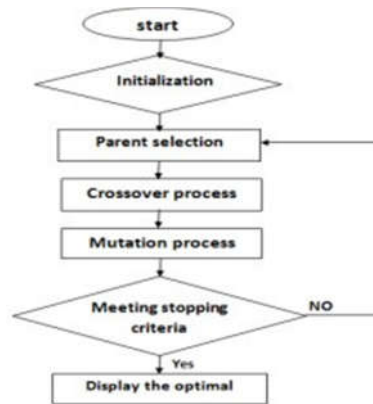 start
Initialization
Parent selection
Crossover process
Mutation process
Meeting stopping
criteria
NO
Yes
Display the optimal